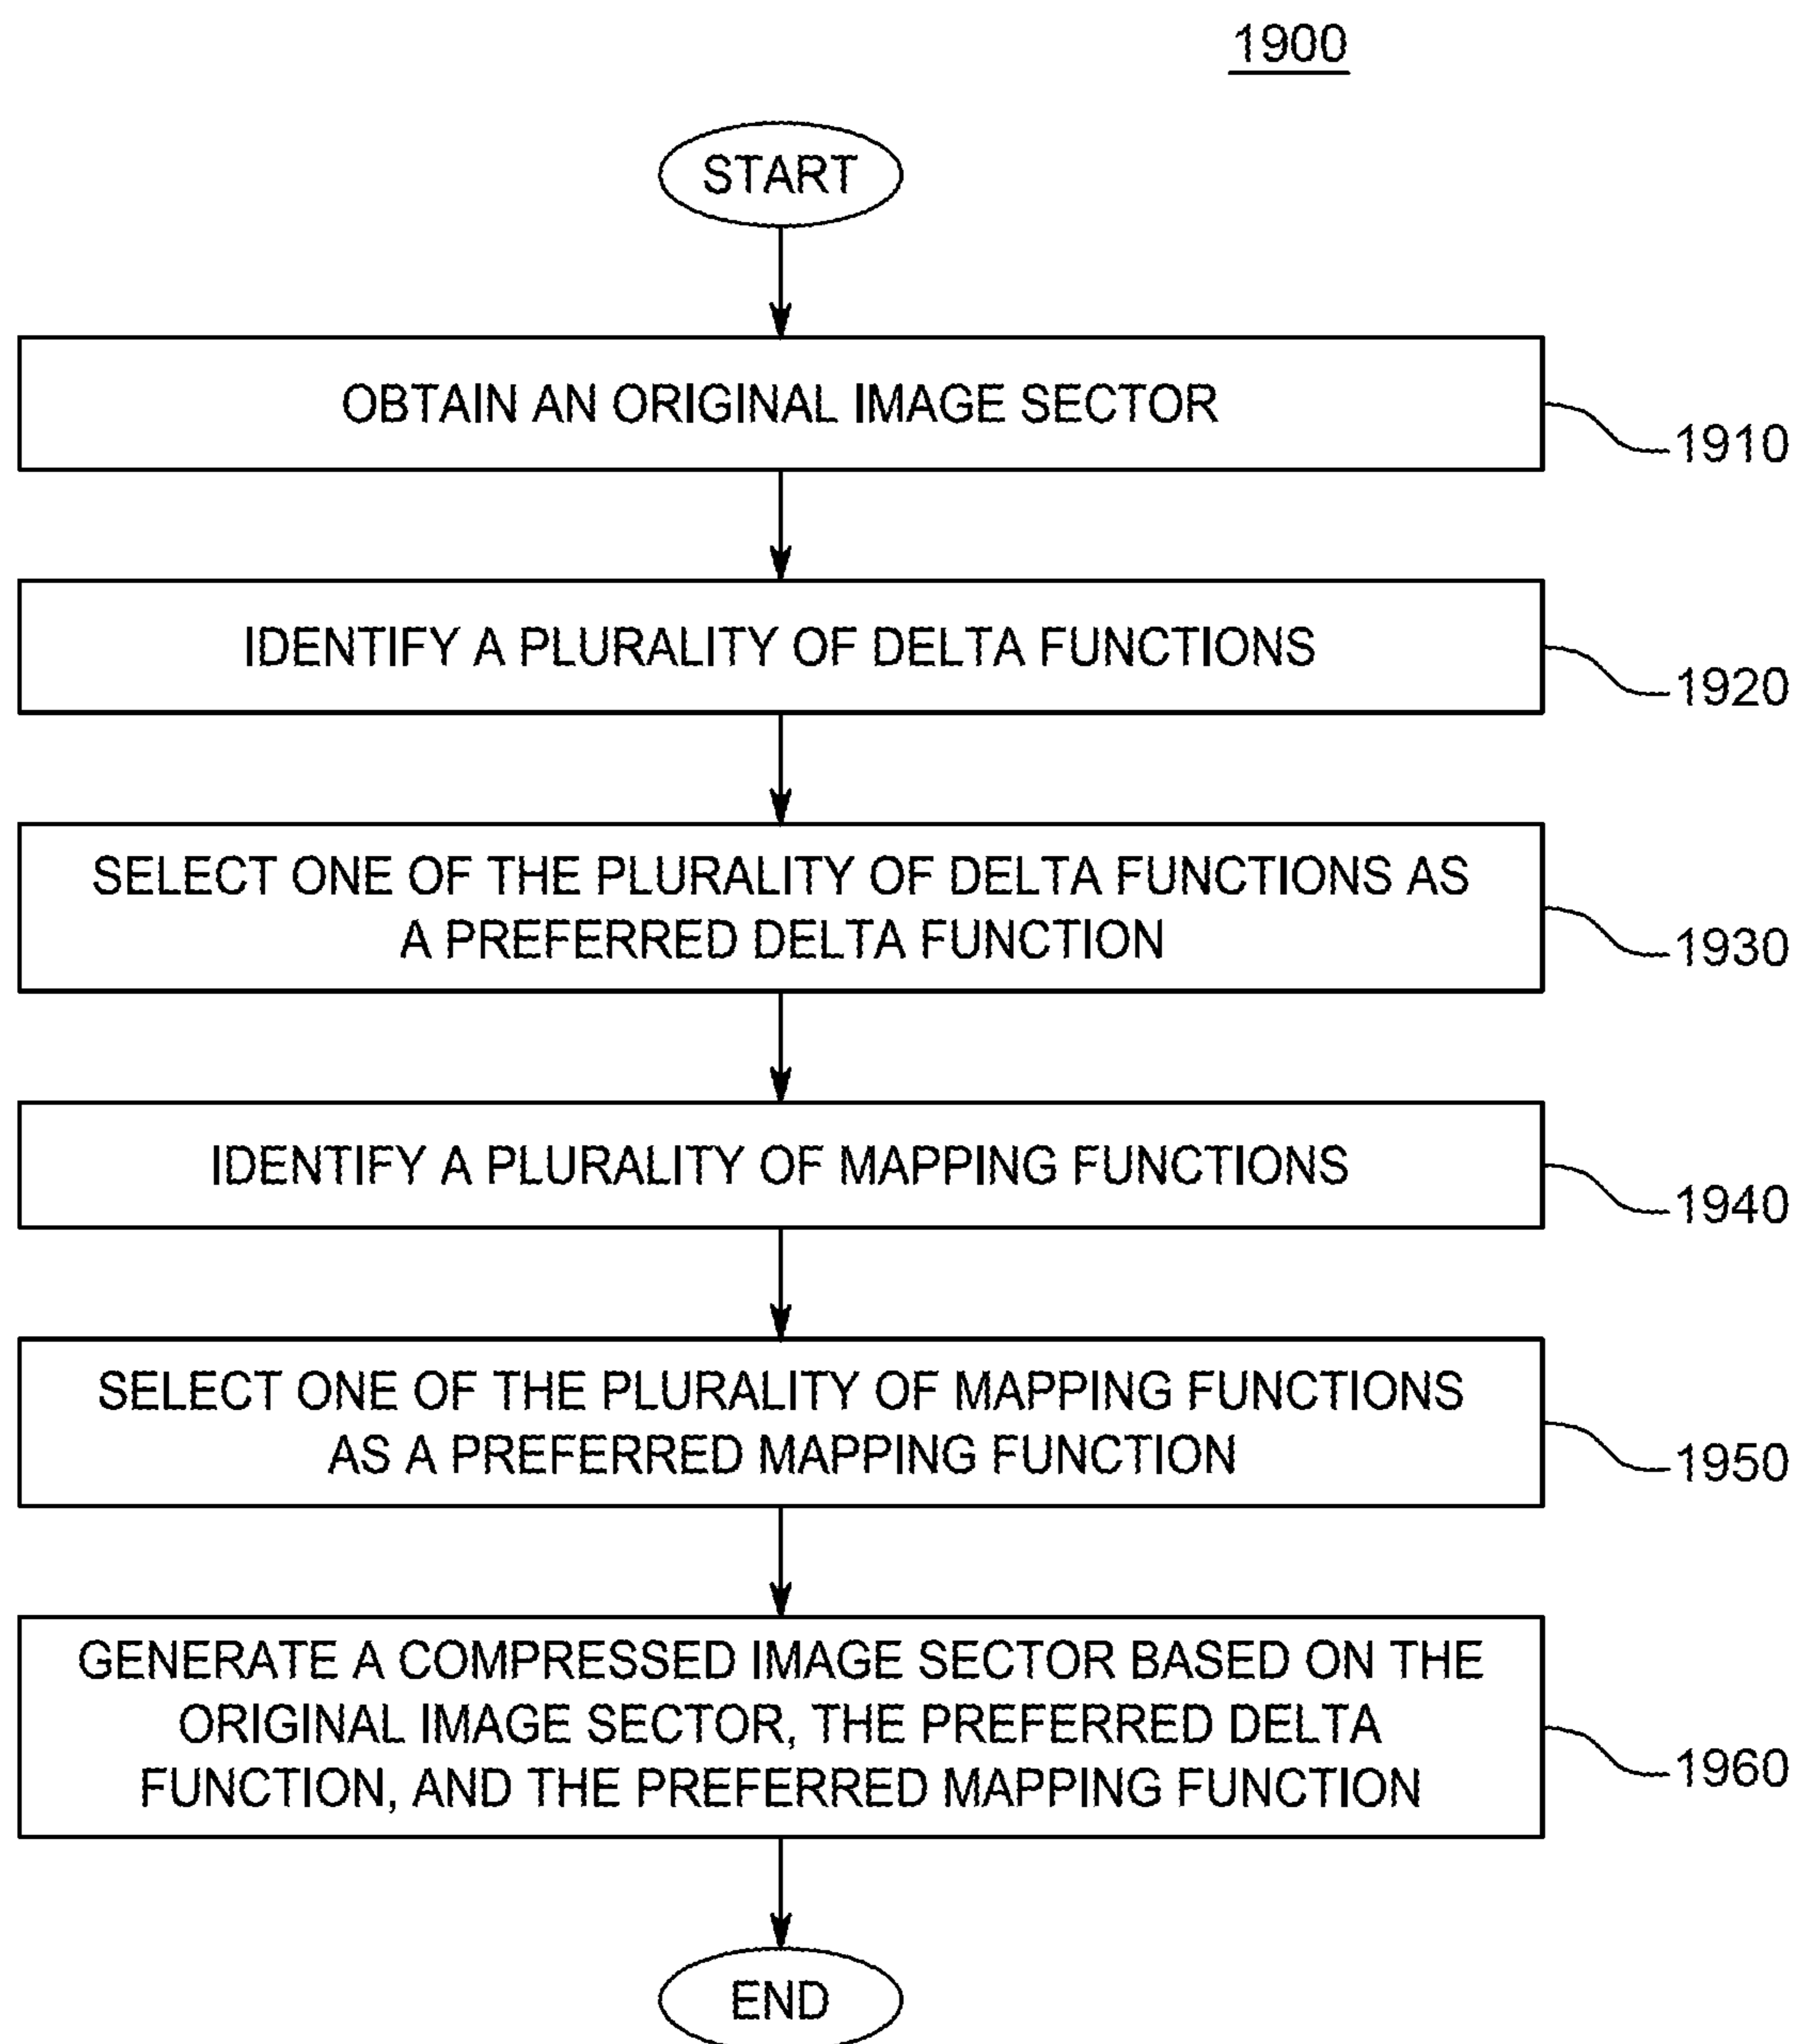 1900
START
OBTAIN AN ORIGINAL IMAGE SECTOR
1910
IDENTIFY A PLURALITY OF DELTA FUNCTIONS
1920
SELECT ONE OF THE PLURALITY OF DELTA FUNCTIONS AS
A PREFERRED DELTA FUNCTION
1930
IDENTIFY A PLURALITY OF MAPPING FUNCTIONS
1940
SELECT ONE OF THE PLURALITY OF MAPPING FUNCTIONS
AS A PREFERRED MAPPING FUNCTION
1950
GENERATE A COMPRESSED IMAGE SECTOR BASED ON THE
ORIGINAL IMAGE SECTOR, THE PREFERRED DELTA
FUNCTION, AND THE PREFERRED MAPPING FUNCTION
1960
END